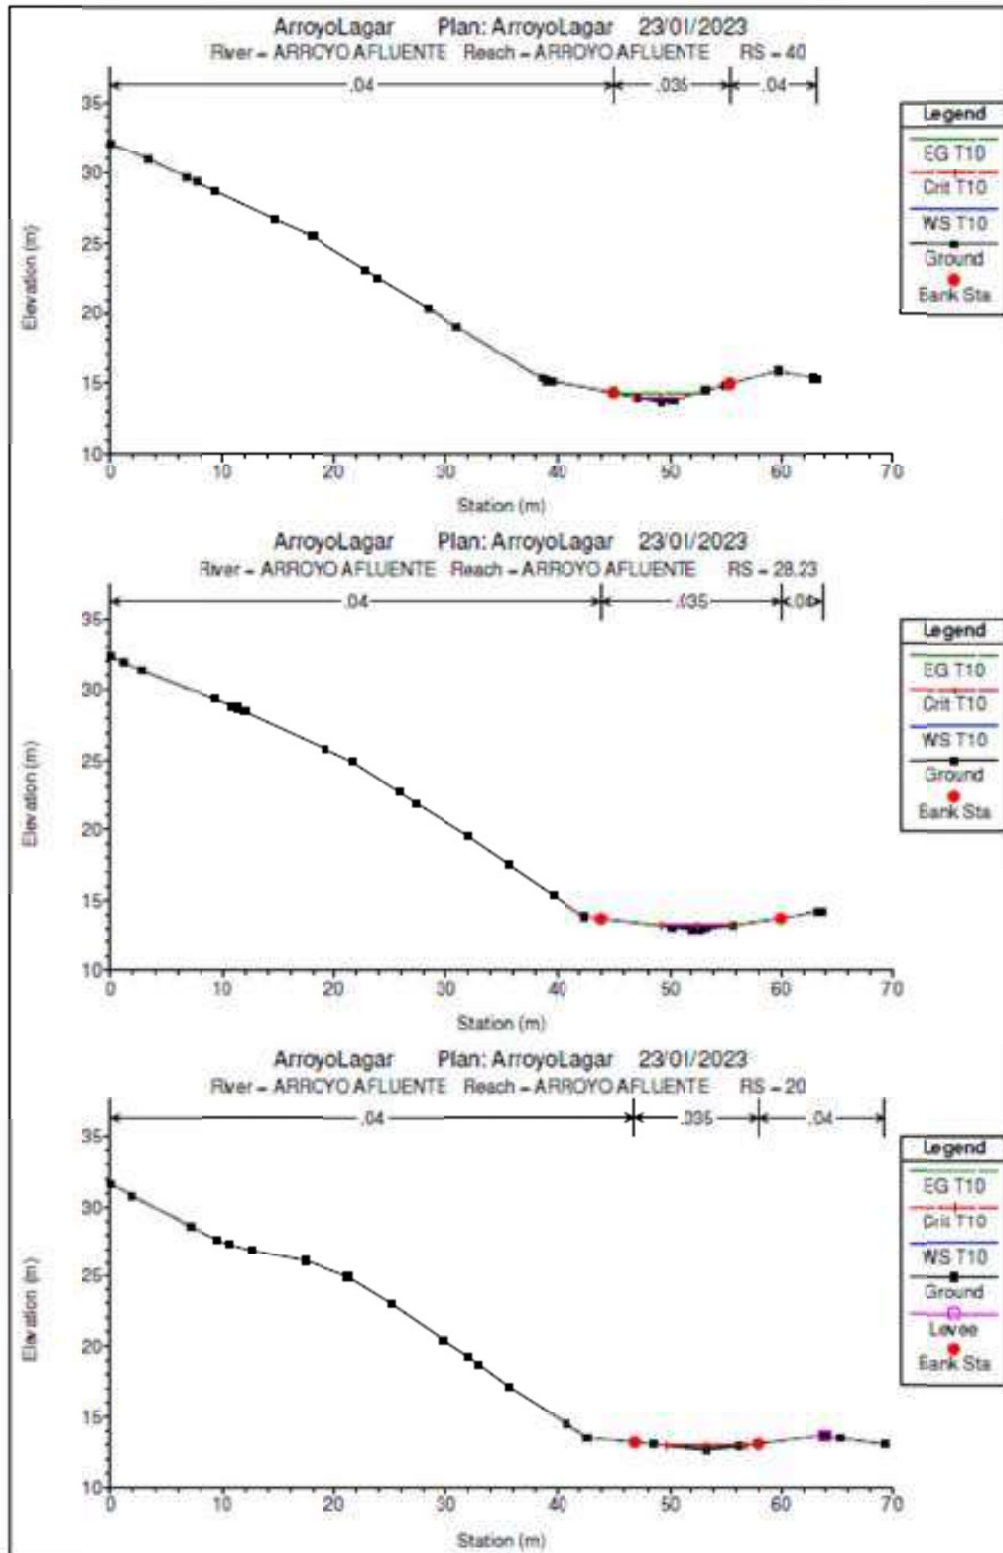 ArroyoLagar Plan: ArroyoLagar 23/01/2023
River = ARROYO AFLUENTE Reach = ARROYO AFLUENTE RS = 40
.04 .035 .04
35
30
25
20
15
10
Elevation (m)
0 10 20 30 40 50 60 70
Station (m)
Legend
EG T10
Crit T10
WS T10
Ground
Bank Sta
ArroyoLagar Plan: ArroyoLagar 23/01/2023
River = ARROYO AFLUENTE Reach = ARROYO AFLUENTE RS = 28.23
.04 .035
35
30
25
20
15
10
Elevation (m)
0 10 20 30 40 50 60 70
Station (m)
Legend
EG T10
Crit T10
WS T10
Ground
Bank Sta
ArroyoLagar Plan: ArroyoLagar 23/01/2023
River = ARROYO AFLUENTE Reach = ARROYO AFLUENTE RS = 20
.04 .035 .04
35
30
25
20
15
10
Elevation (m)
0 10 20 30 40 50 60 70
Station (m)
Legend
EG T10
Crit T10
WS T10
Ground
Levee
Bank Sta